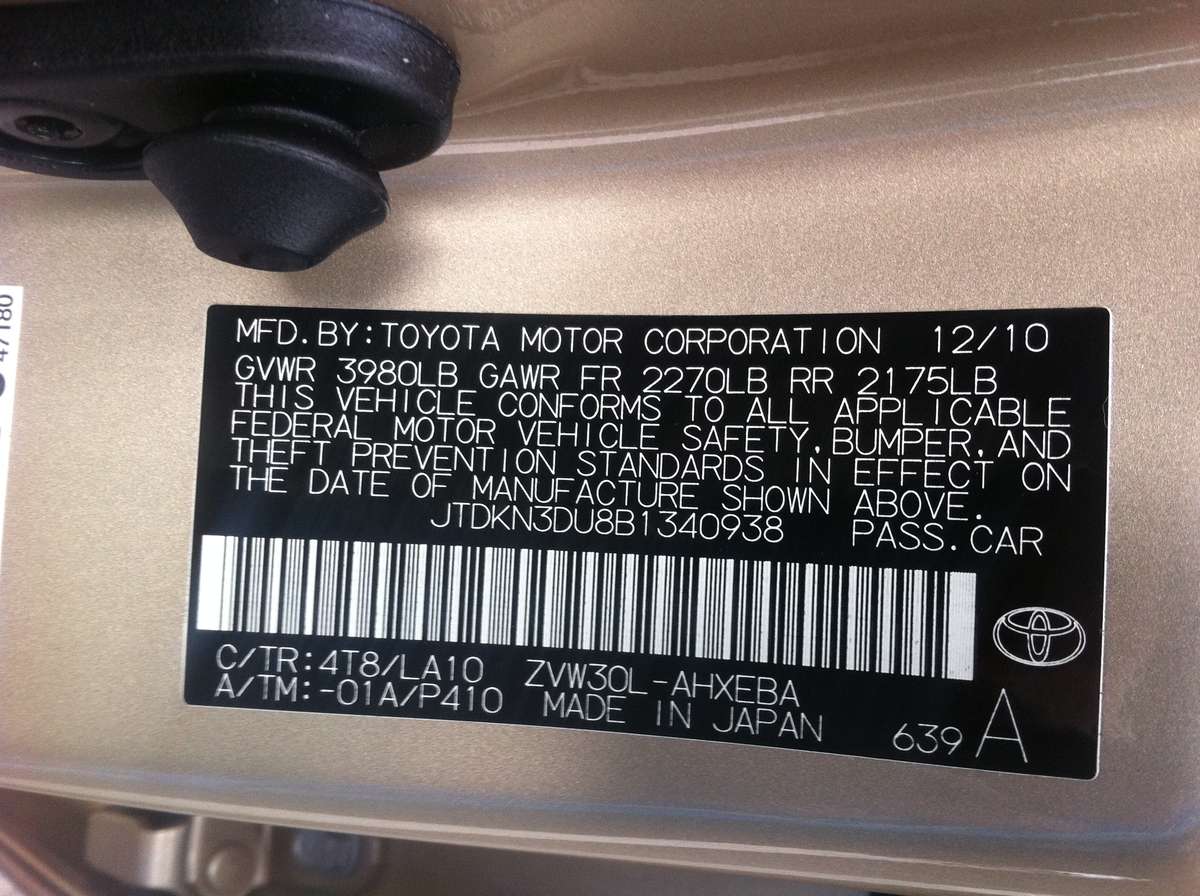 MFD.BY:TOYOTA MOTOR CORPORATION 12/10
GVWR 3980LB GAWR FR 2270LB RR 2175LB
THIS VEHICLE CONFORMS TO ALL APPLICABLE
FEDERAL MOTOR VEHICLE SAFETY, BUMPER, AND
THEFT PREVENTION STANDARDS IN EFFECT ON
THE DATE OF MANUFACTURE SHOWN ABOVE.
JTDKN3DU8B1340938 PASS.CAR
C/TR:4T8/LA10 ZVW30L-AHXEBA
A/TM:-01A/P410 MADE IN JAPAN
639 A
47180